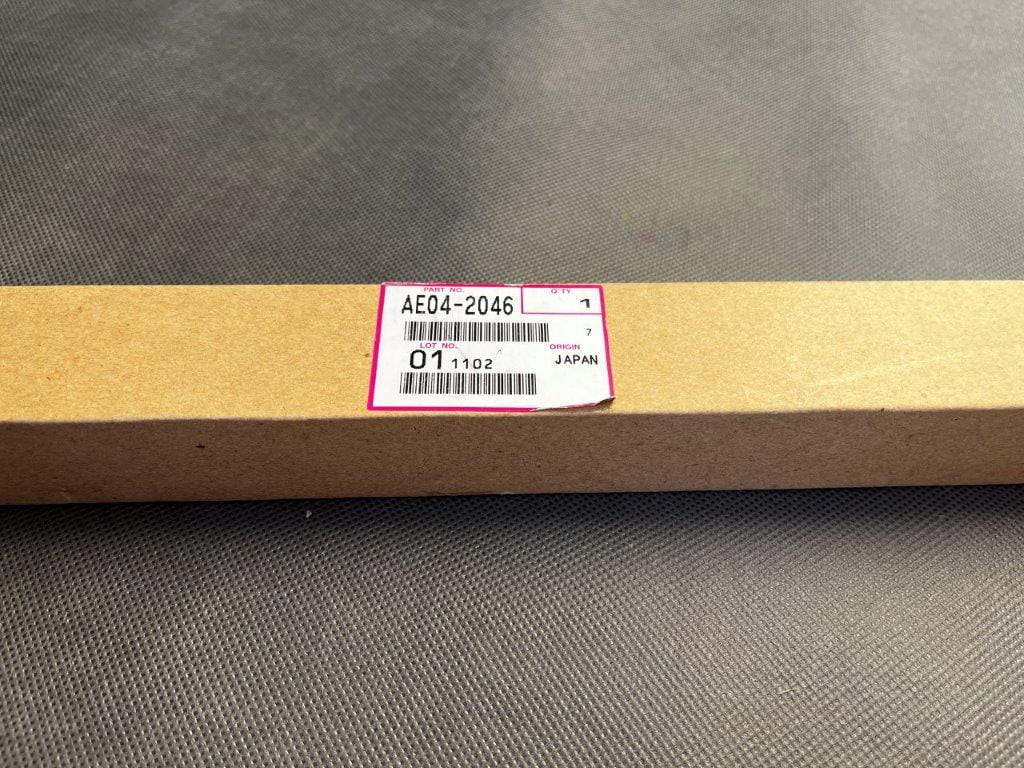 PART NO.
Q'TY
AE04-2046
1
7
LOT NO.
ORIGIN
01 1102
JAPAN